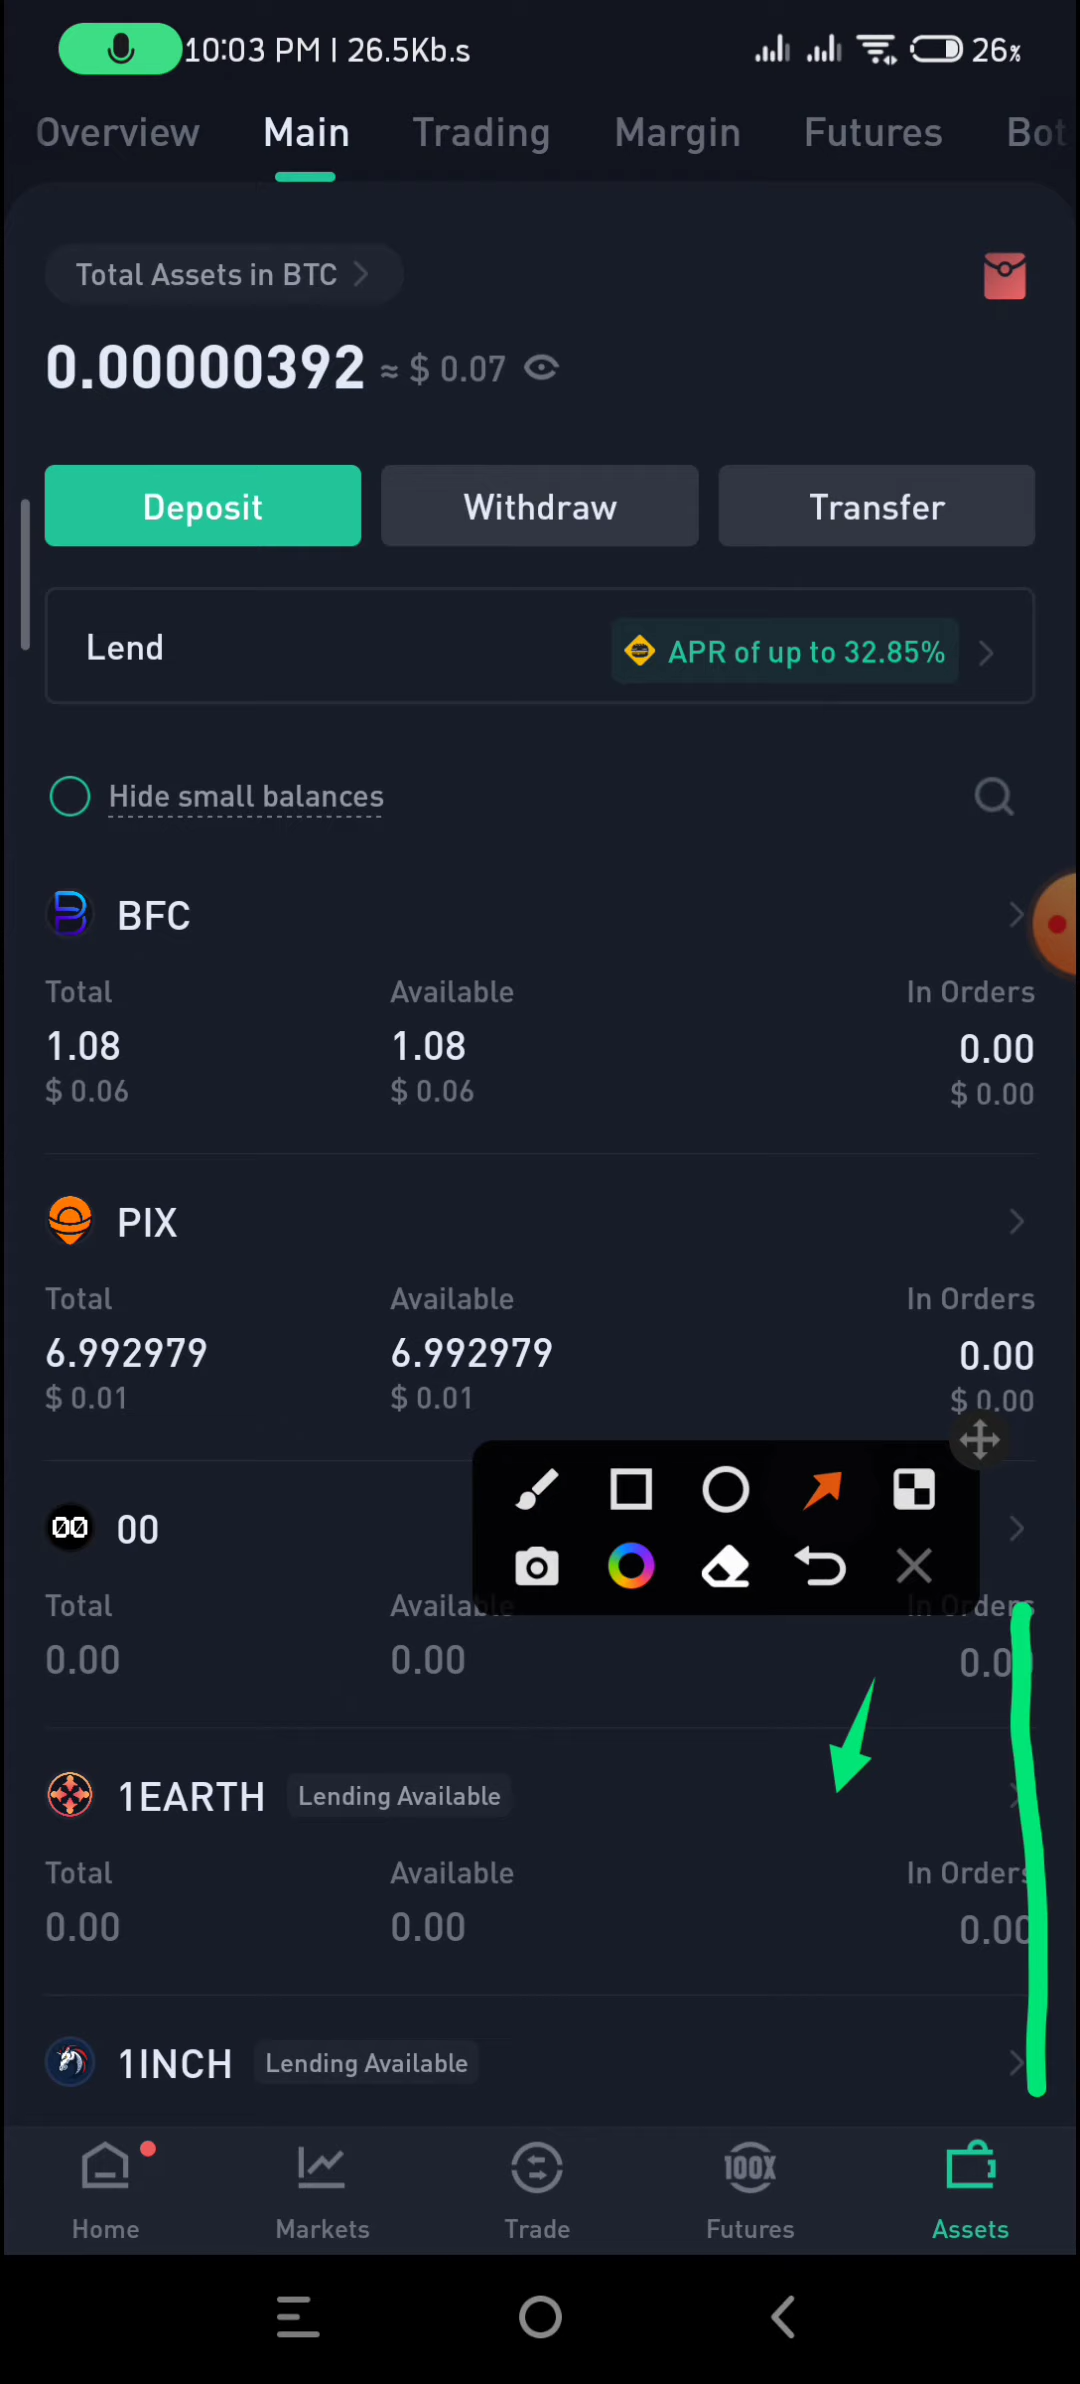 10:03 PM | 26.5Kb.s 26%
Overview Main Trading Margin Futures Bot
Total Assets in BTC
0.00000392 ≈ $ 0.07
Deposit Withdraw Transfer
Lend APR of up to 32.85%
Hide small balances
BFC
Total Available In Orders
1.08 1.08 0.00
$ 0.06 $ 0.06 $ 0.00
PIX
Total Available In Orders
6.992979 6.992979 0.00
$ 0.01 $ 0.01 $ 0.00
00 00
Total Available In Orders
0.00 0.00 0.0
1EARTH Lending Available
Total Available In Orders
0.00 0.00 0.00
1INCH Lending Available
100X
Home Markets Trade Futures Assets